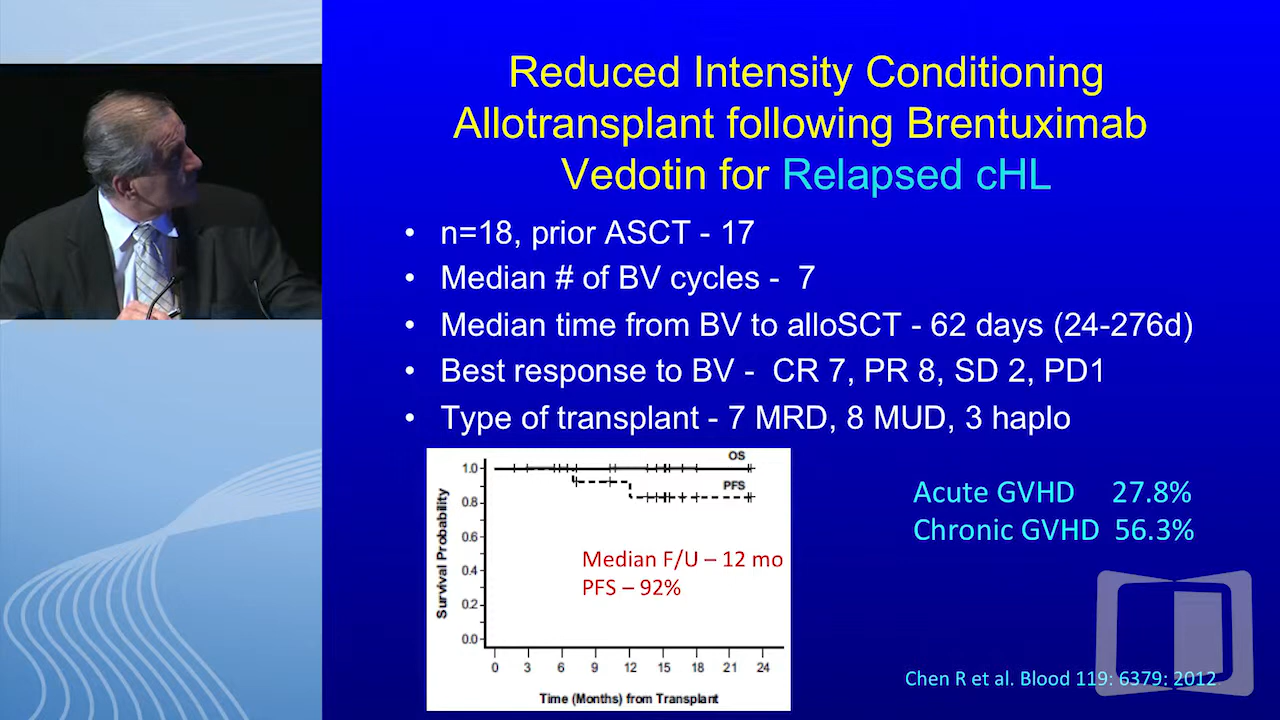 Reduced Intensity Conditioning
Allotransplant following Brentuximab
Vedotin for Relapsed cHL
• n=18, prior ASCT - 17
• Median # of BV cycles - 7
• Median time from BV to alloSCT - 62 days (24-276d)
• Best response to BV - CR 7, PR 8, SD 2, PD1
• Type of transplant - 7 MRD, 8 MUD, 3 haplo
OS
PFS
1.0
0.8
0.6
0.4
0.2
0.0
Survival Probability
Median F/U – 12 mo
PFS – 92%
0 3 6 9 12 15 18 21 24
Time (Months) from Transplant
Acute GVHD 27.8%
Chronic GVHD 56.3%
Chen R et al. Blood 119: 6379: 2012